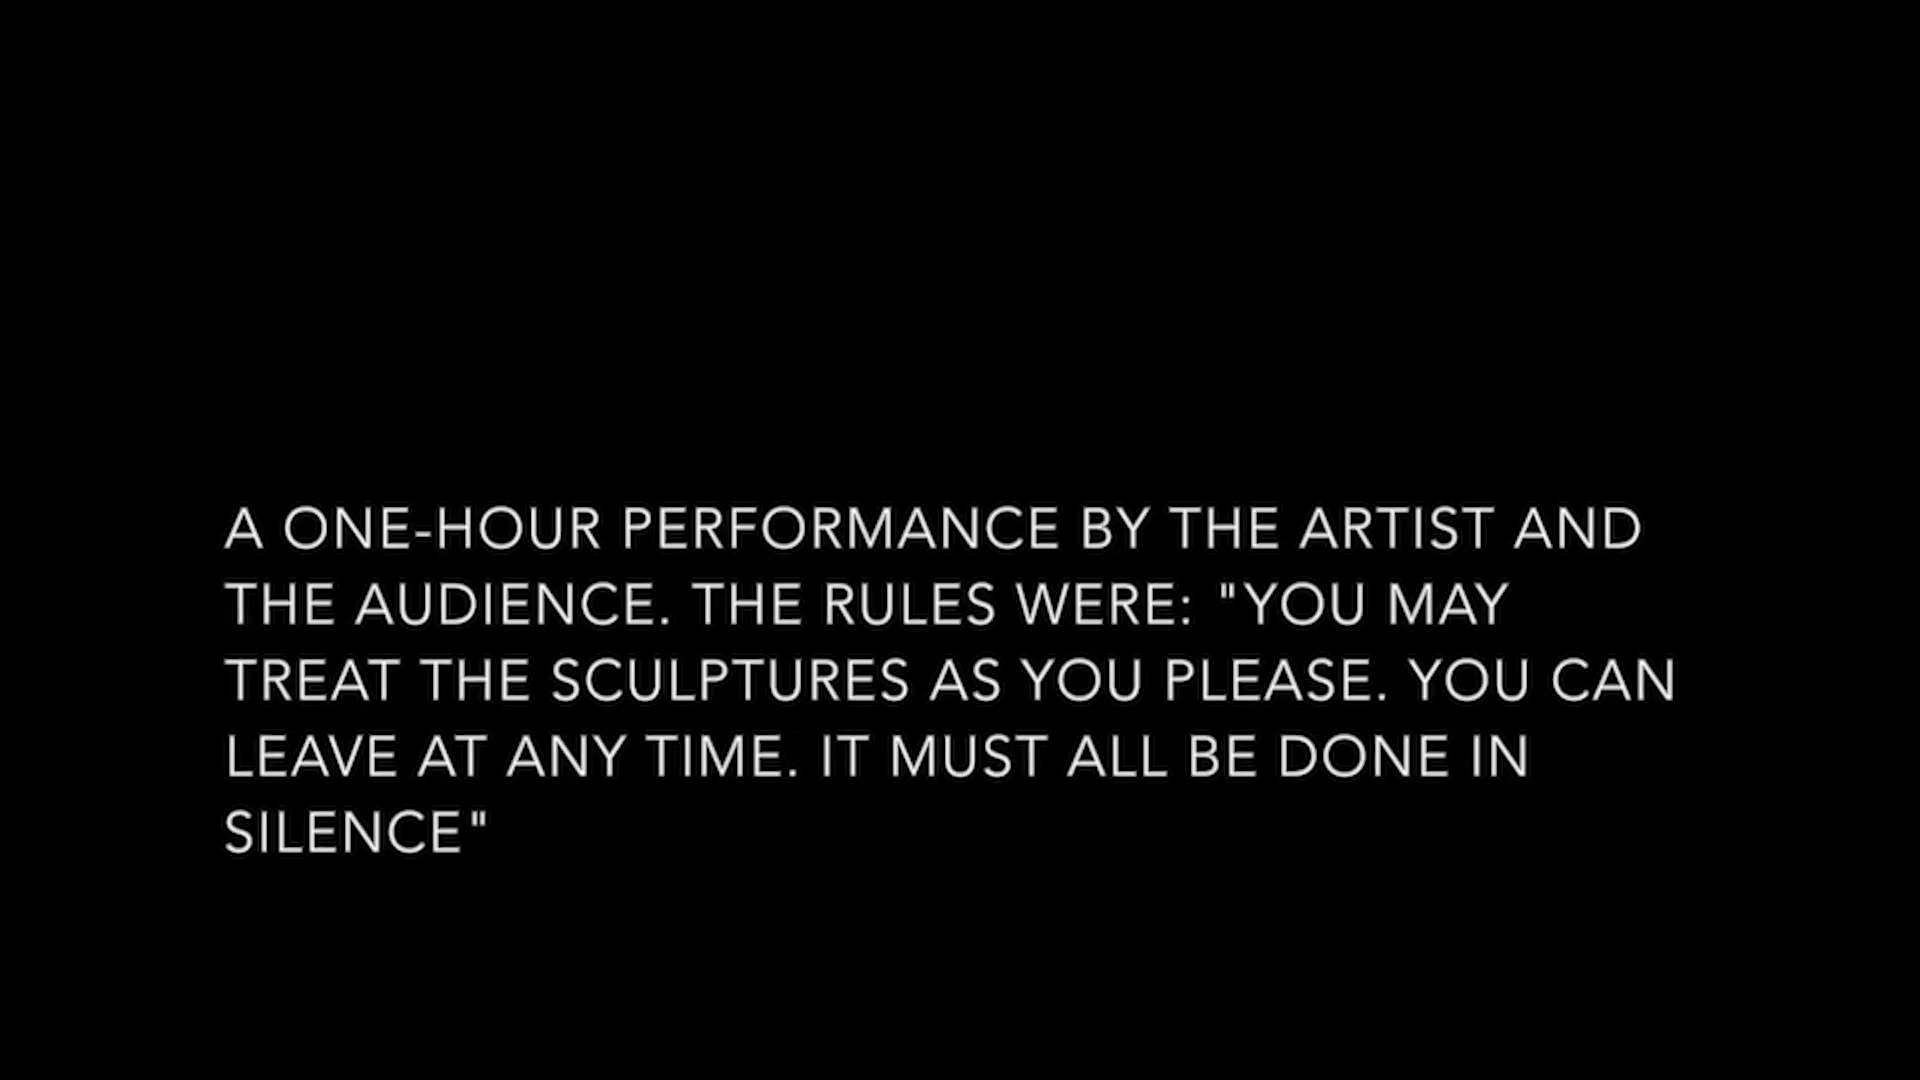 A ONE-HOUR PERFORMANCE BY THE ARTIST AND
THE AUDIENCE. THE RULES WERE: "YOU MAY
TREAT THE SCULPTURES AS YOU PLEASE. YOU CAN
LEAVE AT ANY TIME. IT MUST ALL BE DONE IN
SILENCE"